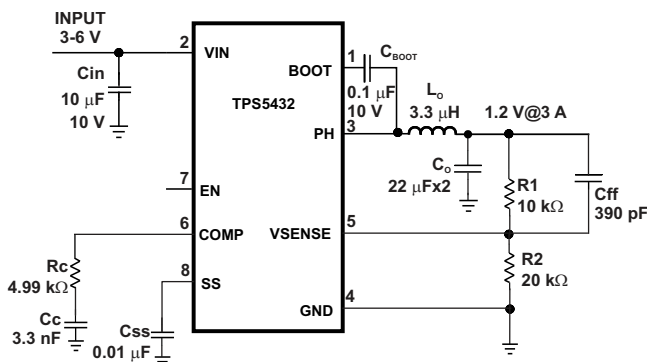 INPUT
3-6 V
2
VIN
Cin
10 μF
10 V
TPS5432
BOOT
1
CBOOT
0.1 μF
10 V
PH
3
LO
3.3 μH
1.2 V@3 A
CO
22 μFx2
R1
10 kΩ
Cff
390 pF
7
EN
6
COMP
VSENSE
5
Rc
4.99 kΩ
8
SS
R2
20 kΩ
Cc
3.3 nF
Css
0.01 μF
GND
4